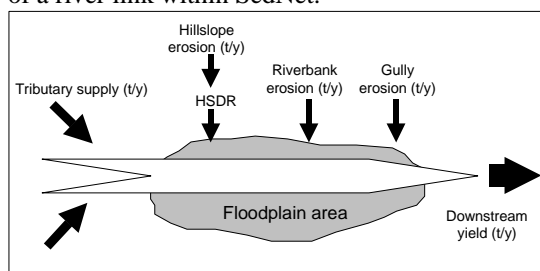 of a river link within SedNet.
Hillslope
erosion (t/y)
Tributary supply (t/y)
HSDR
Riverbank
erosion (t/y)
Gully
erosion (t/y)
Floodplain area
Downstream
yield (t/y)